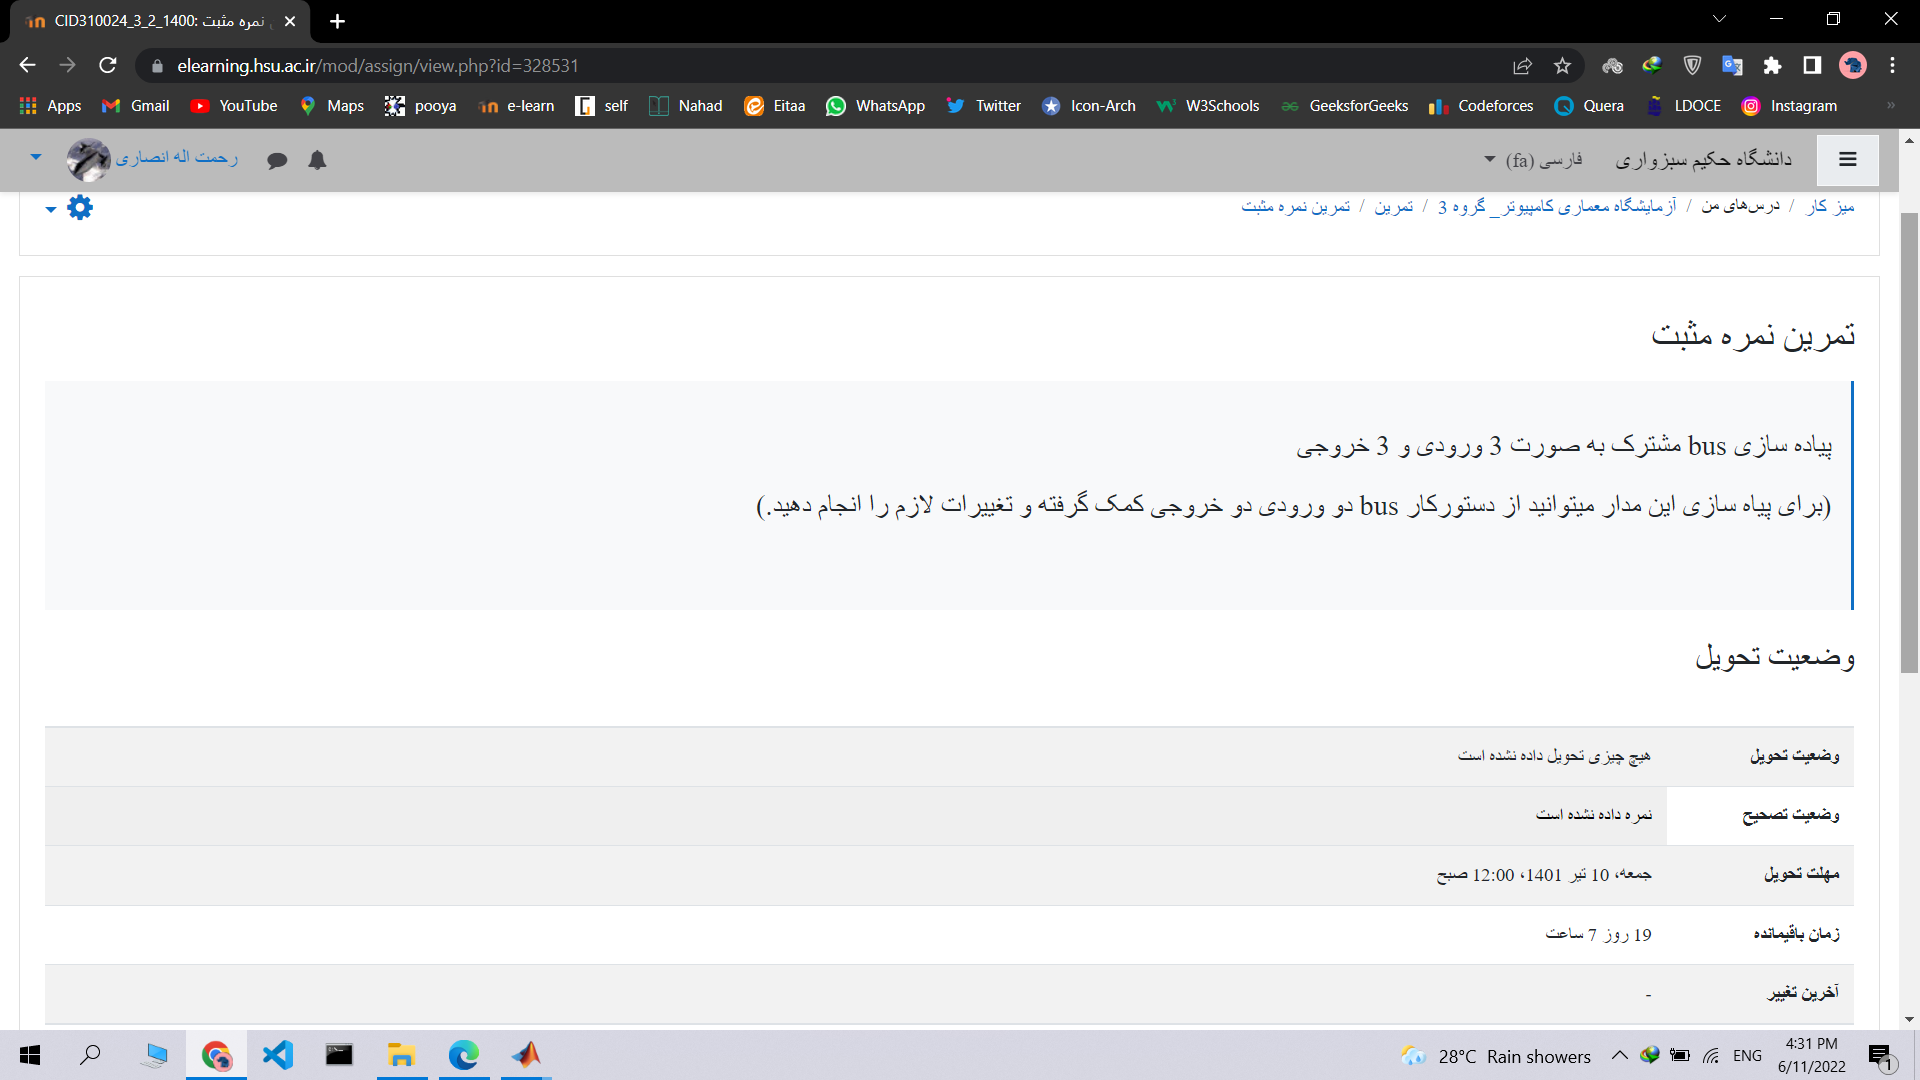 CID310024_3_2_1400: تمرین نمره مثبت
elearning.hsu.ac.ir/mod/assign/view.php?id=328531
Apps Gmail YouTube Maps pooya e-learn self Nahad Eitaa WhatsApp Twitter Icon-Arch W3Schools GeeksforGeeks Codeforces Quera LDOCE Instagram »
دانشگاه حکیم سبزواری فارسی (fa) رحمت اله انصاری
میز کار / درس‌های من / آزمایشگاه معماری کامپیوتر_ گروه 3 / تمرین / تمرین نمره مثبت
تمرین نمره مثبت
پیاده سازی bus مشترک به صورت 3 ورودی و 3 خروجی
(برای پیاه سازی این مدار میتوانید از دستورکار bus دو ورودی دو خروجی کمک گرفته و تغییرات لازم را انجام دهید.)
وضعیت تحویل
وضعیت تحویل هیچ چیزی تحویل داده نشده است
وضعیت تصحیح نمره داده نشده است
مهلت تحویل جمعه، 10 تیر 1401، 12:00 صبح
زمان باقیمانده 19 روز 7 ساعت
آخرین تغییر -
28°C Rain showers ENG 4:31 PM
6/11/2022
1